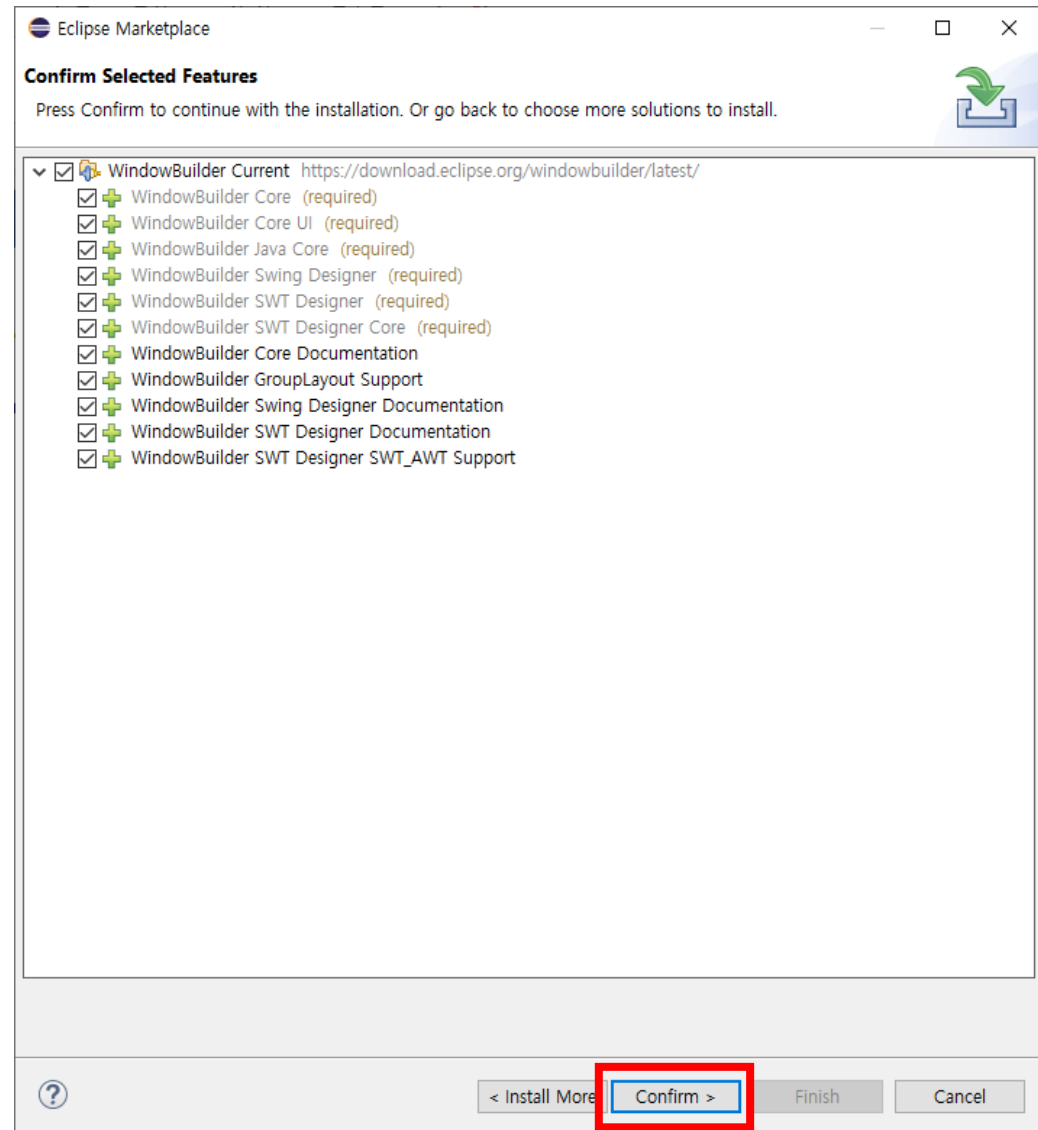 Eclipse Marketplace
Confirm Selected Features
Press Confirm to continue with the installation. Or go back to choose more solutions to install.
WindowBuilder Current https://download.eclipse.org/windowbuilder/latest/
WindowBuilder Core (required)
WindowBuilder Core UI (required)
WindowBuilder Java Core (required)
WindowBuilder Swing Designer (required)
WindowBuilder SWT Designer (required)
WindowBuilder SWT Designer Core (required)
WindowBuilder Core Documentation
WindowBuilder GroupLayout Support
WindowBuilder Swing Designer Documentation
WindowBuilder SWT Designer Documentation
WindowBuilder SWT Designer SWT_AWT Support
? < Install More Confirm > Finish Cancel